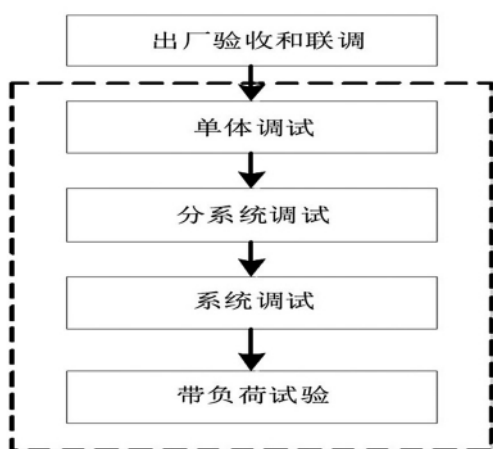 出厂验收和联调
单体调试
分系统调试
系统调试
带负荷试验